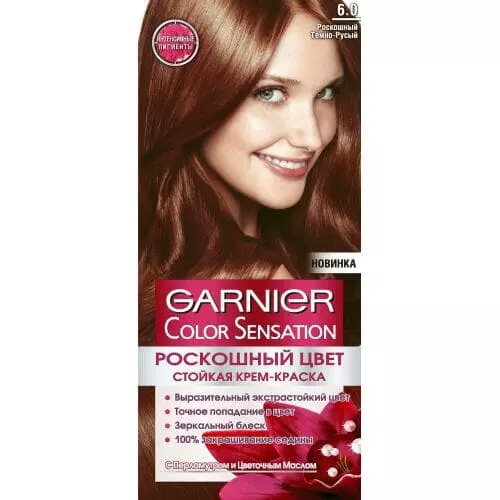 6.0
Роскошный
Темно-Русый
ИНТЕНСИВНЫЕ
ПИГМЕНТЫ
НОВИНКА
GARNIER
COLOR SENSATION
РОСКОШНЫЙ ЦВЕТ
СТОЙКАЯ КРЕМ-КРАСКА
• Выразительный экстрастойкий цвет
• Точное попадание в цвет
• Зеркальный блеск
• 100% закрашивание седины
С Перламутром и Цветочным Маслом